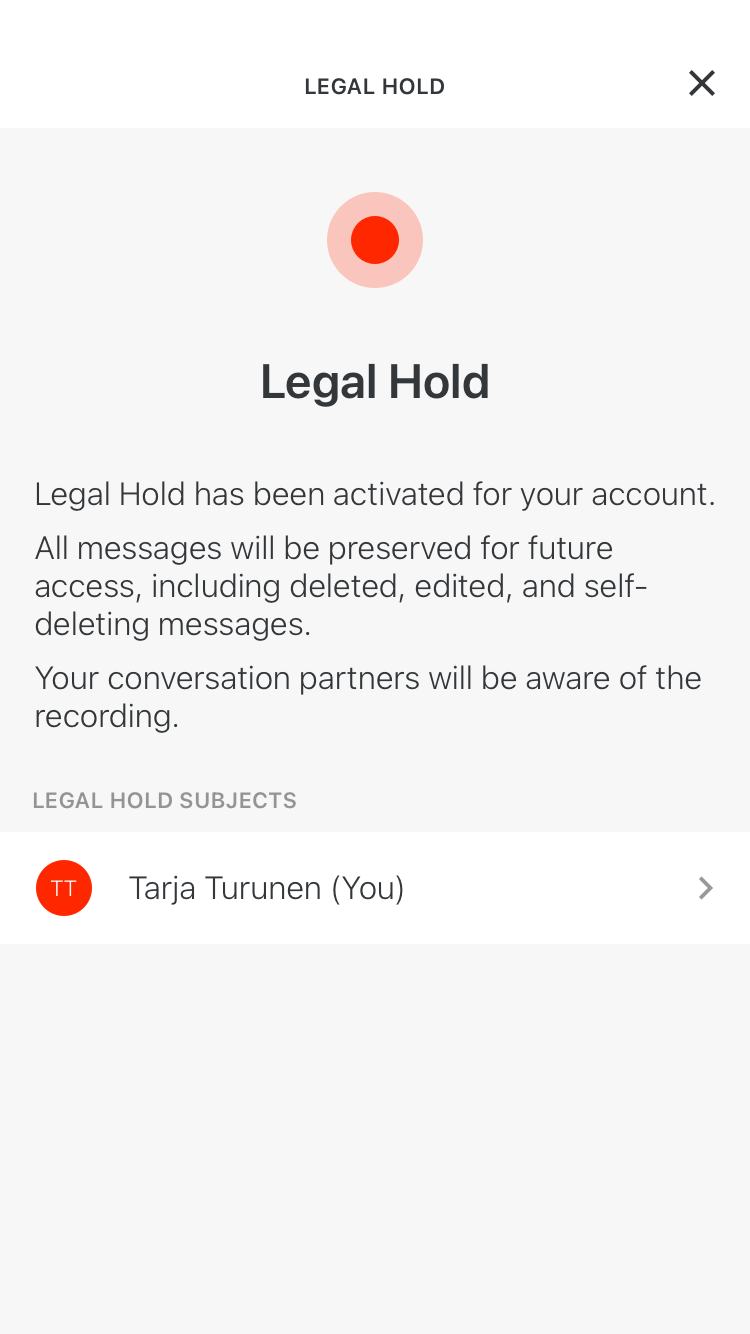 LEGAL HOLD
Legal Hold
Legal Hold has been activated for your account.
All messages will be preserved for future
access, including deleted, edited, and self-
deleting messages.
Your conversation partners will be aware of the
recording.
LEGAL HOLD SUBJECTS
TT Tarja Turunen (You)